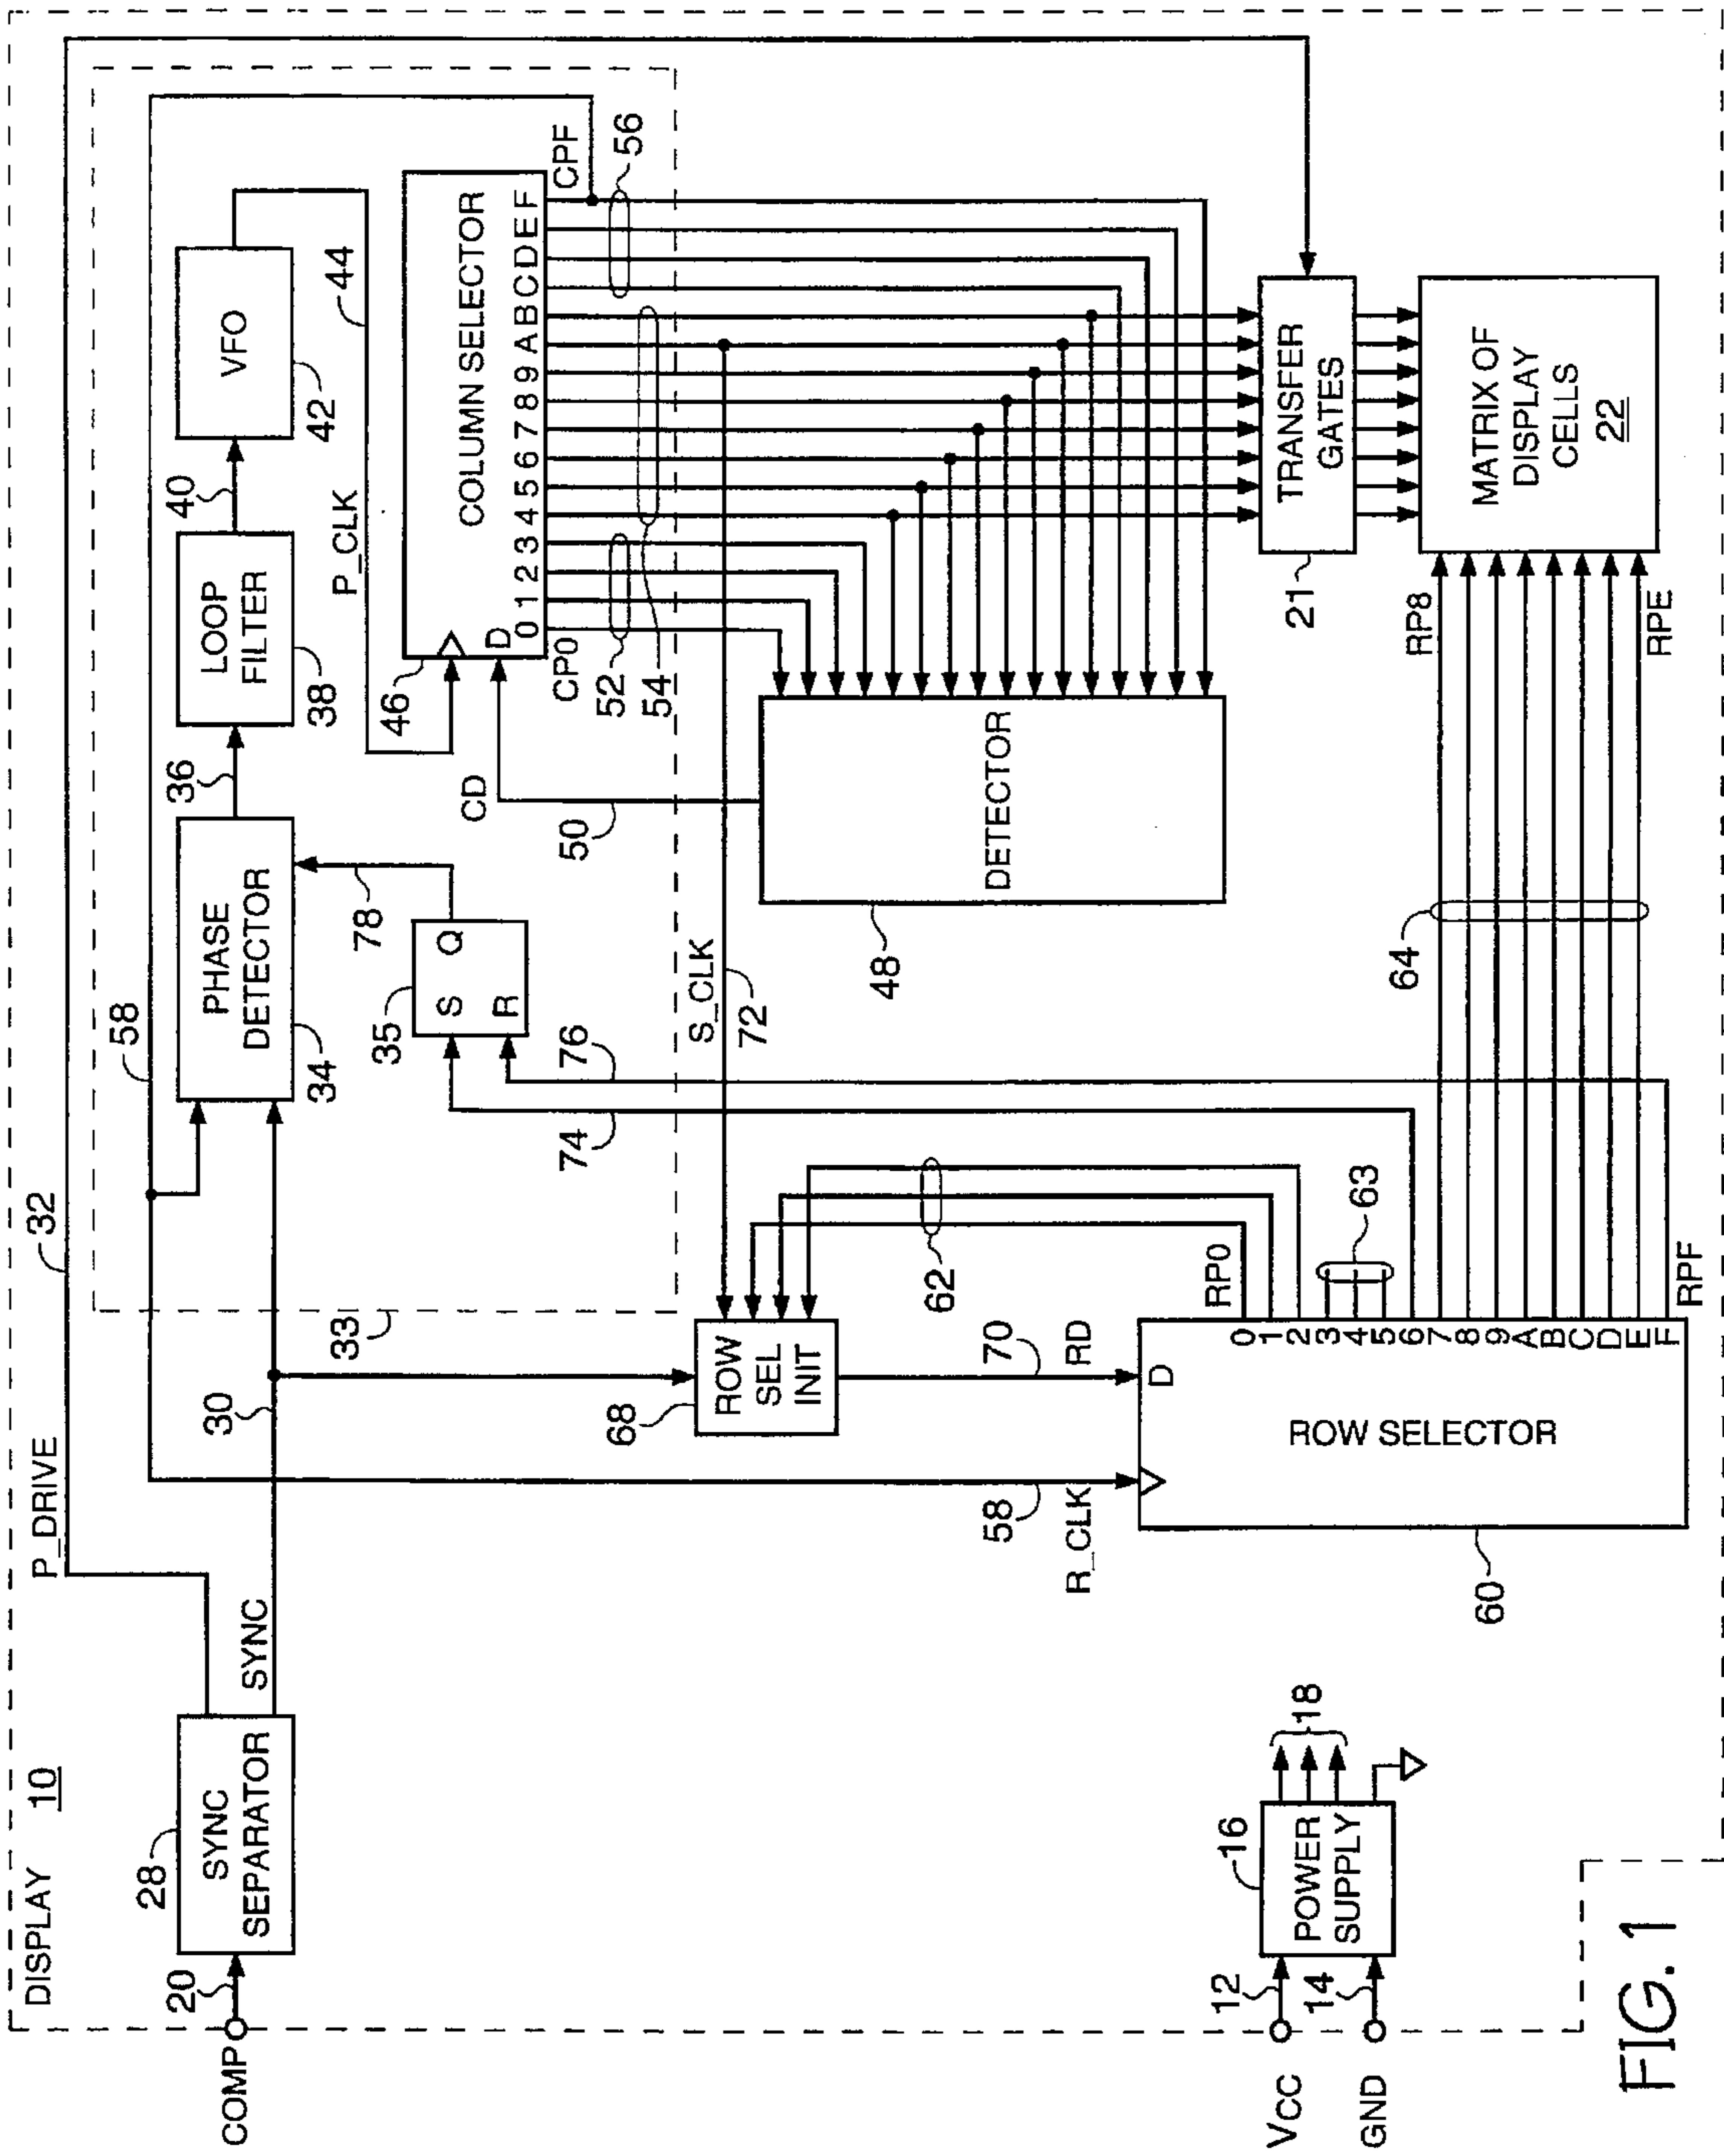 DISPLAY 10
P_DRIVE
32
58
COMP
20
28
SYNC
SEPARATOR
SYNC
30
33
34
PHASE
DETECTOR
36
38
LOOP
FILTER
40
42
VFO
44
P_CLK
35
S Q
R
78
76
74
46
COLUMN SELECTOR
D
0 1 2 3 4 5 6 7 8 9 A B C D E F
CP0
CPF
52
54
56
CD
50
S_CLK
72
48
DETECTOR
68
ROW
SEL
INIT
62
70
RD
58
R_CLK
60
ROW SELECTOR
D
RP0
0
1
2
3
4
5
6
7
8
9
A
B
C
D
E
F
RPF
63
64
21
TRANSFER
GATES
RP8
RPE
MATRIX OF
DISPLAY
CELLS
22
VCC
12
GND
14
16
POWER
SUPPLY
18
FIG. 1